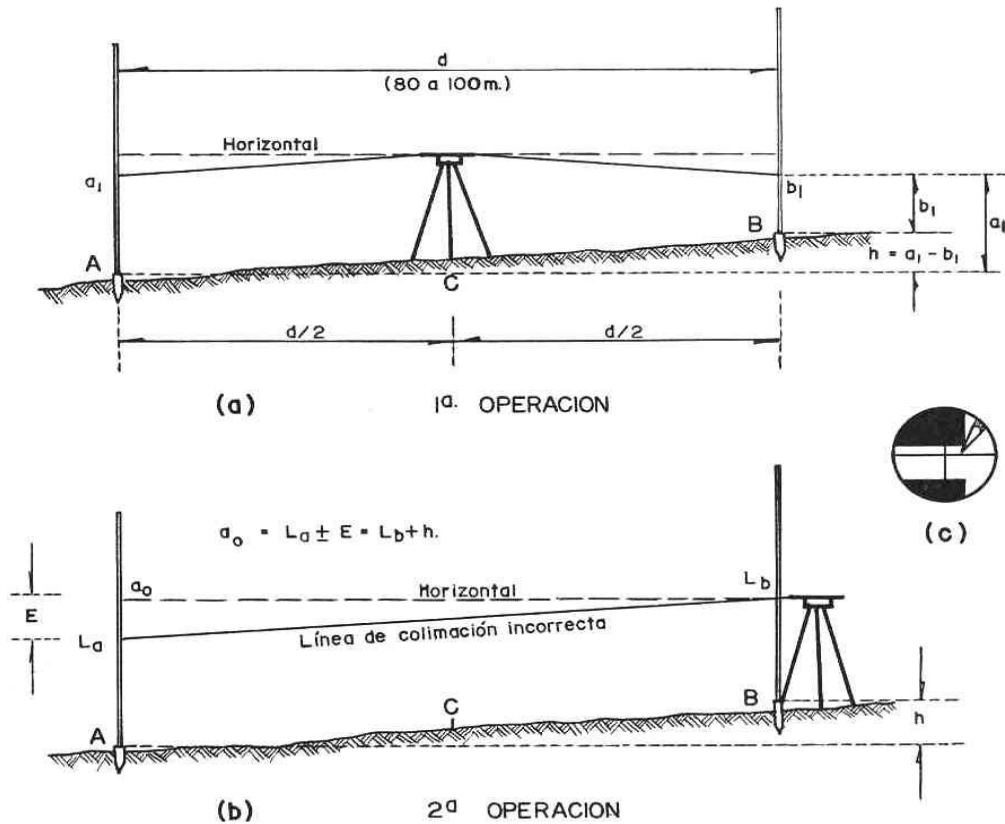 d
(80 a 100m.)
Horizontal
a₁
b₁
b₁
a₁
B
A
h = a₁ - b₁
C
d/2
d/2
(a)
1ª. OPERACION
(c)
a₀ = La ± E = Lb + h.
a₀
Horizontal
Lb
E
La
Línea de colimación incorrecta
C
B
h
A
(b)
2ª OPERACION